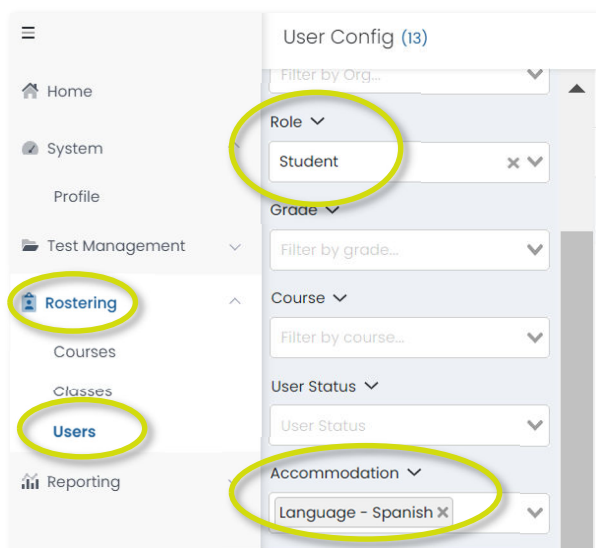 User Config (13)
Home
System
Profile
Test Management
Rostering
Courses
Classes
Users
Reporting
Filter by Org...
Role
Student
Grade
Filter by grade...
Course
Filter by course...
User Status
User Status
Accommodation
Language - Spanish